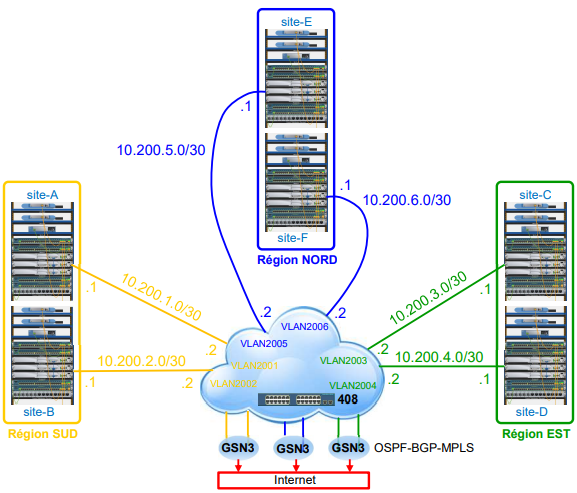 site-E
.1
10.200.5.0/30
.1
10.200.6.0/30
site-F
Région NORD
site-A
.1
10.200.1.0/30
site-C
.1
10.200.3.0/30
.2
.2
VLAN2006
VLAN2005
.2
.2
VLAN2003
10.200.2.0/30
VLAN2001
10.200.4.0/30
.1
.2
VLAN2002
VLAN2004
.2
.1
408
site-B
site-D
Région SUD
Région EST
GSN3
GSN3
GSN3
OSPF-BGP-MPLS
Internet